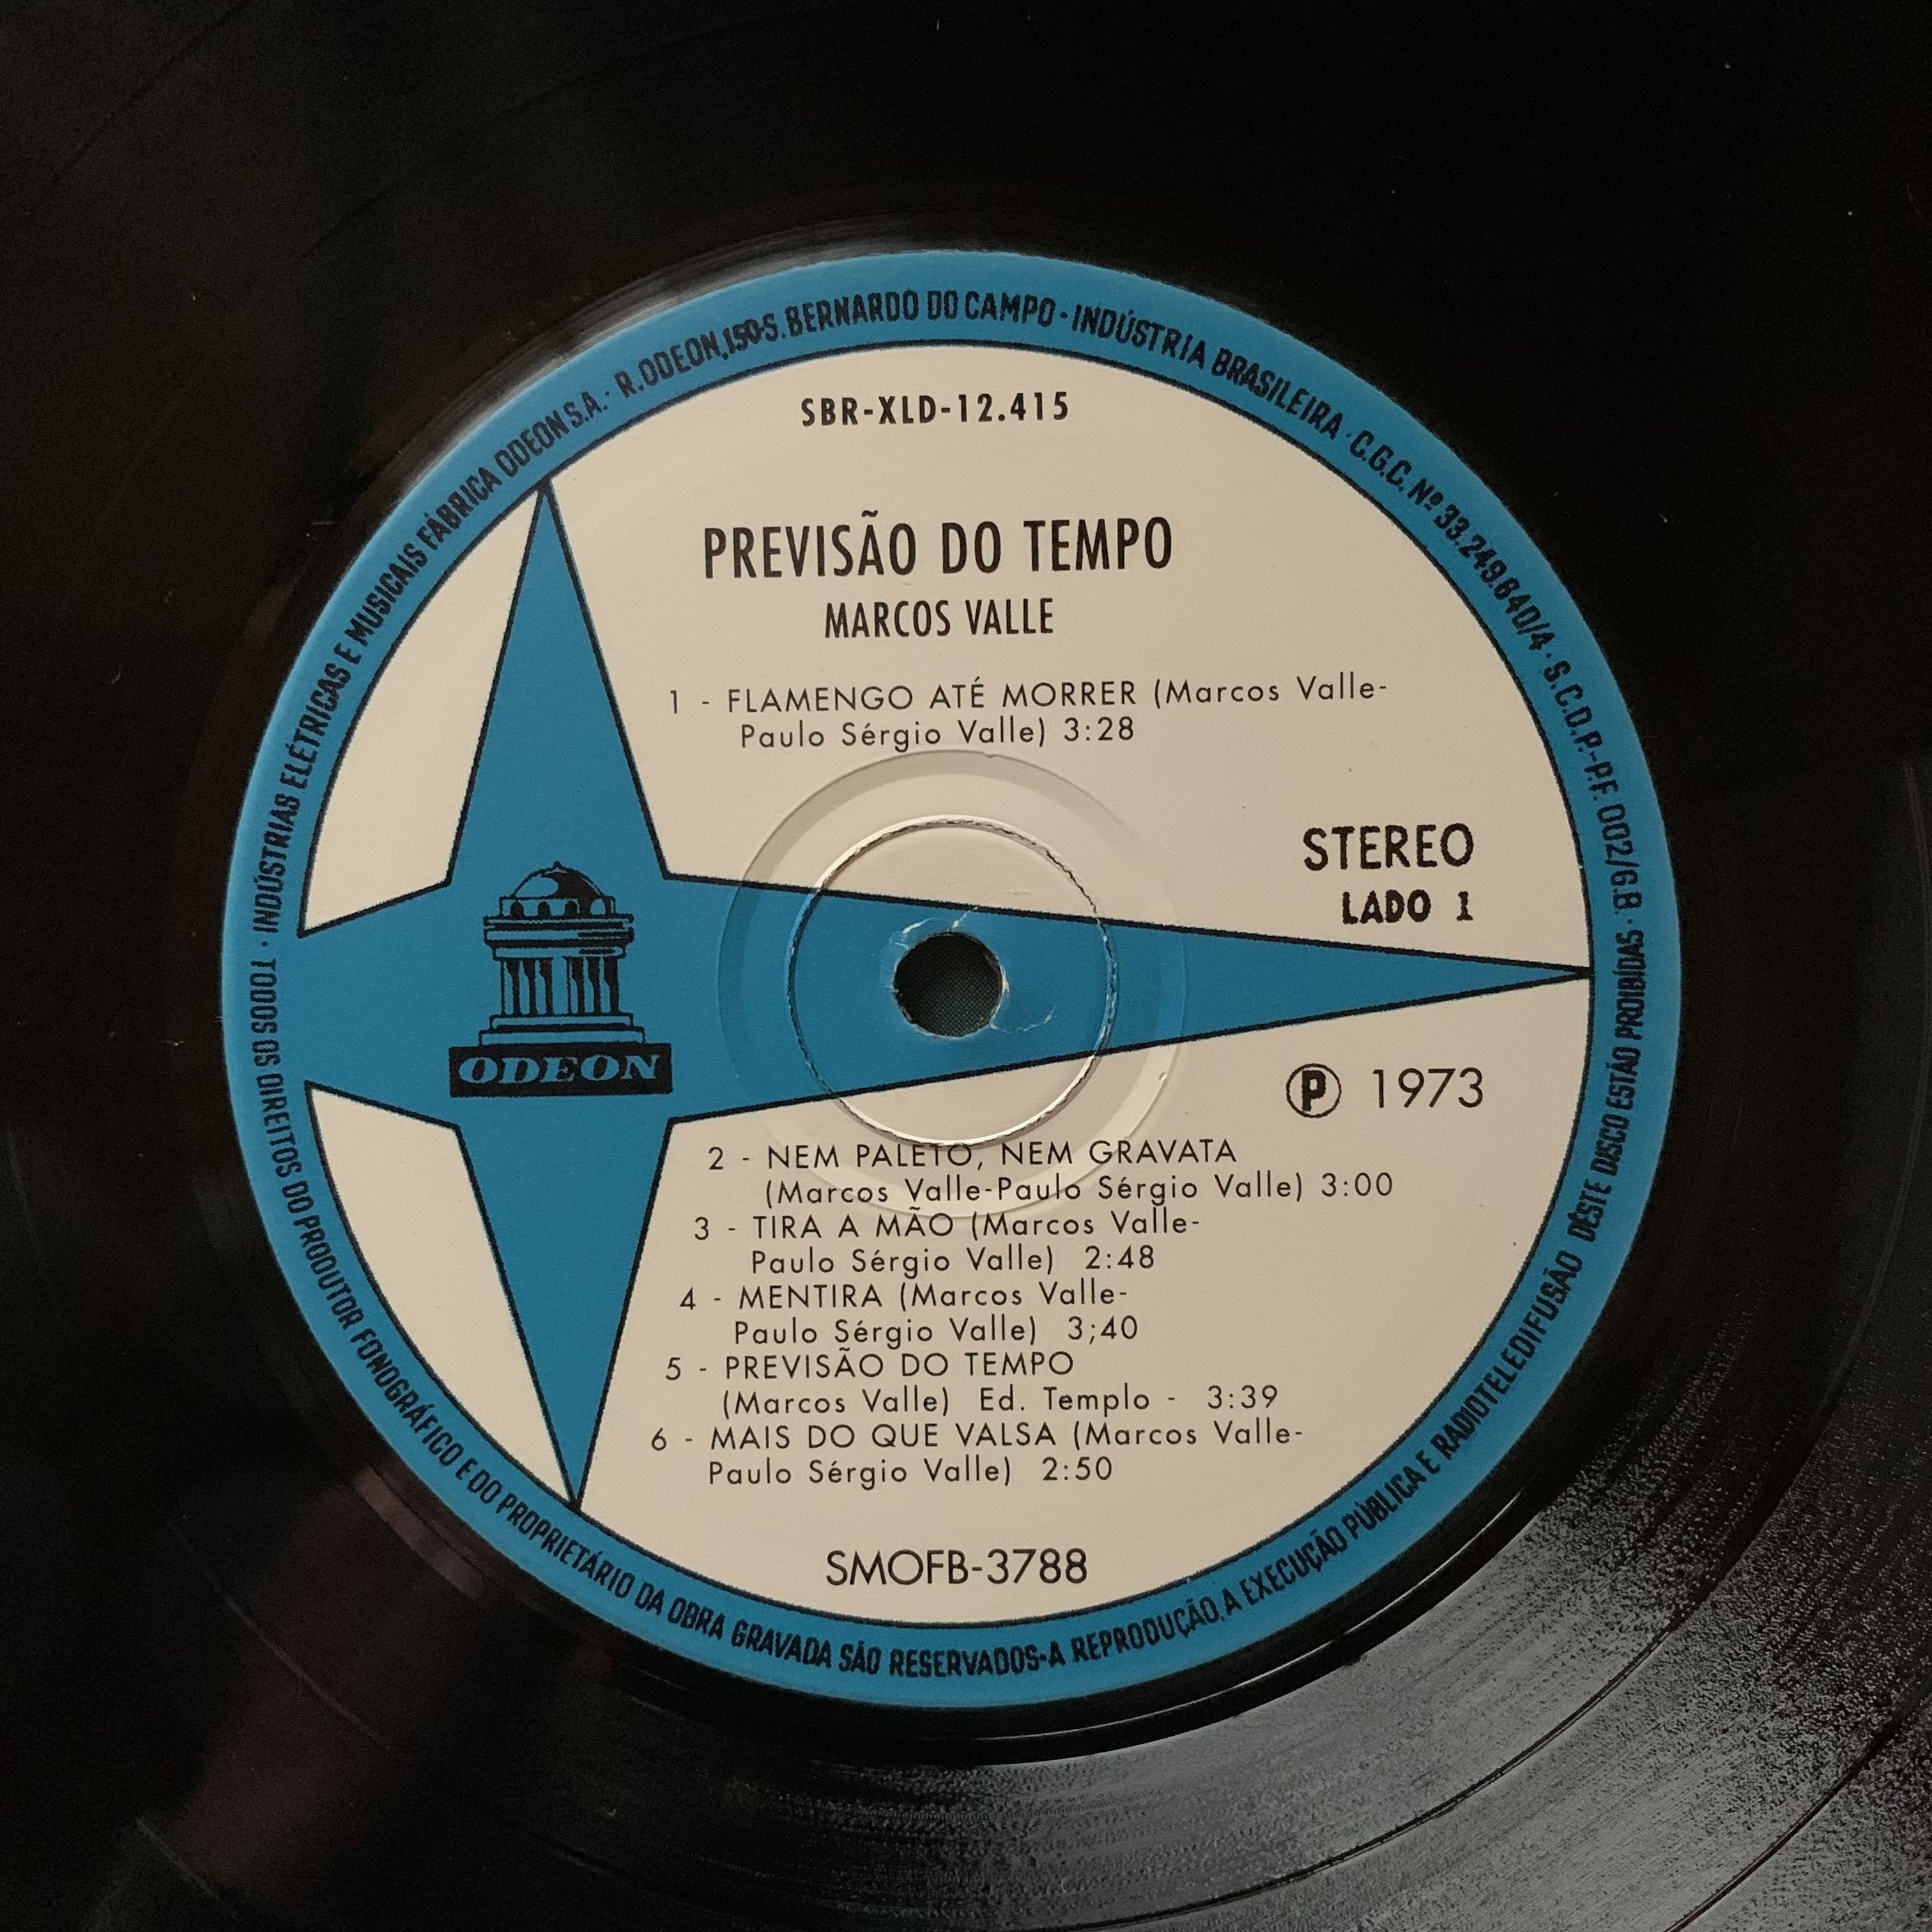 INDÚSTRIAS ELÉTRICAS E MUSICAIS FÁBRICA ODEON S.A. · R. ODEON, 150-S. BERNARDO DO CAMPO · INDÚSTRIA BRASILEIRA · C.G.C. Nº 33.249.640/4 · S.C.D.P.-P.F. 002/G.B. ·
SBR-XLD-12.415
PREVISÃO DO TEMPO
MARCOS VALLE
1 - FLAMENGO ATÉ MORRER (Marcos Valle-
Paulo Sérgio Valle) 3:28
STEREO
LADO 1
ODEON
℗ 1973
2 - NEM PALETO, NEM GRAVATA
(Marcos Valle-Paulo Sérgio Valle) 3:00
3 - TIRA A MÃO (Marcos Valle-
Paulo Sérgio Valle) 2:48
4 - MENTIRA (Marcos Valle-
Paulo Sérgio Valle) 3;40
5 - PREVISÃO DO TEMPO
(Marcos Valle) Ed. Templo - 3:39
6 - MAIS DO QUE VALSA (Marcos Valle-
Paulo Sérgio Valle) 2:50
SMOFB-3788
TODOS OS DIREITOS DO PRODUTOR FONOGRÁFICO E DO PROPRIETÁRIO DA OBRA GRAVADA SÃO RESERVADOS-A REPRODUÇÃO, A EXECUÇÃO PÚBLICA E RADIOTELEDIFUSÃO DÊSTE DISCO ESTÃO PROIBIDAS ·